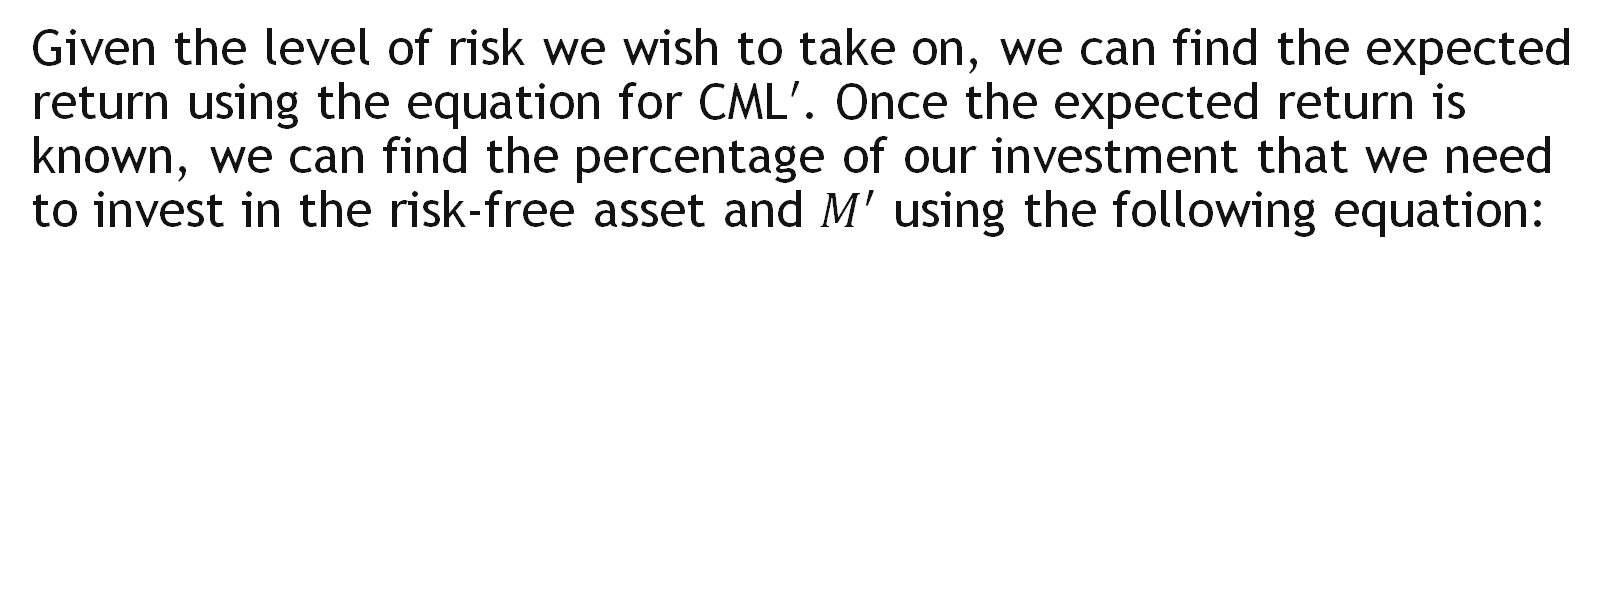 Given the level of risk we wish to take on, we can find the expected
return using the equation for CML′. Once the expected return is
known, we can find the percentage of our investment that we need
to invest in the risk-free asset and M′ using the following equation: